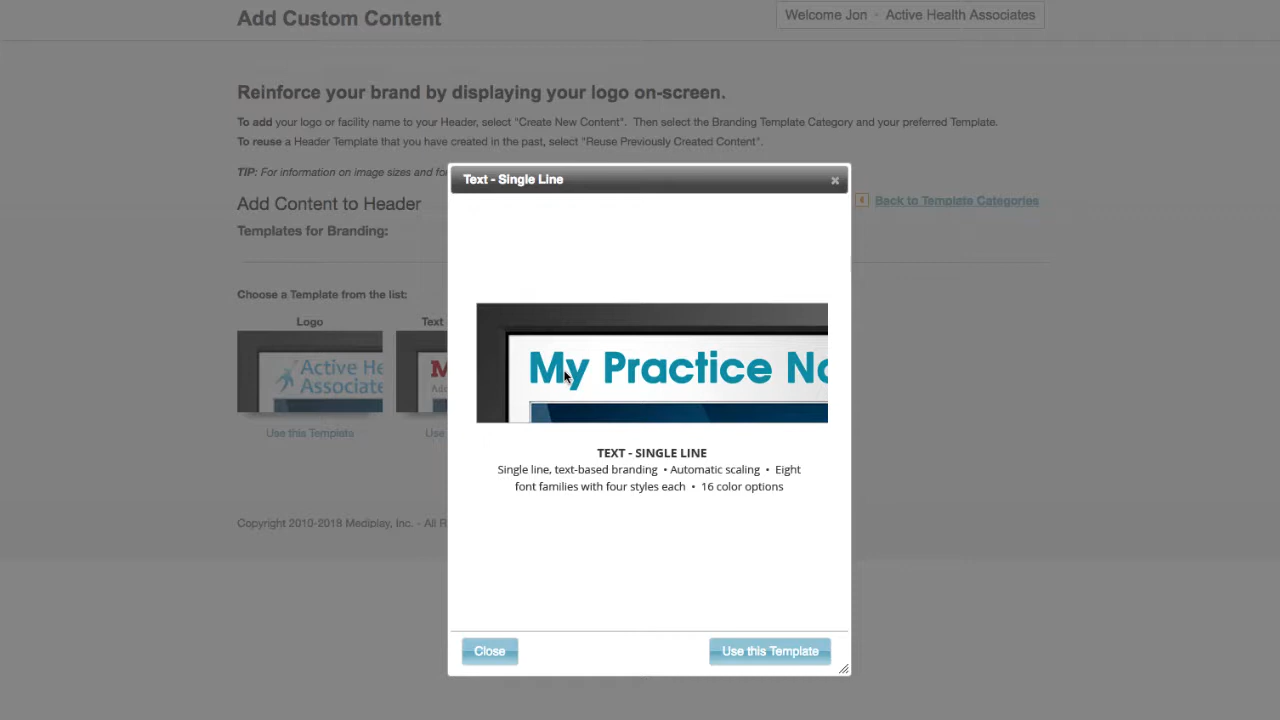 Add Custom Content
Welcome Jon · Active Health Associates
Reinforce your brand by displaying your logo on-screen.
To add your logo or facility name to your Header, select "Create New Content". Then select the Branding Template Category and your preferred Template.
To reuse a Header Template that you have created in the past, select "Reuse Previously Created Content".
TIP: For information on image sizes and
Add Content to Header
Back to Template Categories
Templates for Branding:
Choose a Template from the list:
Logo
Text
Active
Associate
Use this Template
Use
Copyright 2010-2018 Mediplay, Inc. - All
Text - Single Line
×
My Practice
TEXT - SINGLE LINE
Single line, text-based branding • Automatic scaling • Eight
font families with four styles each • 16 color options
Close
Use this Template